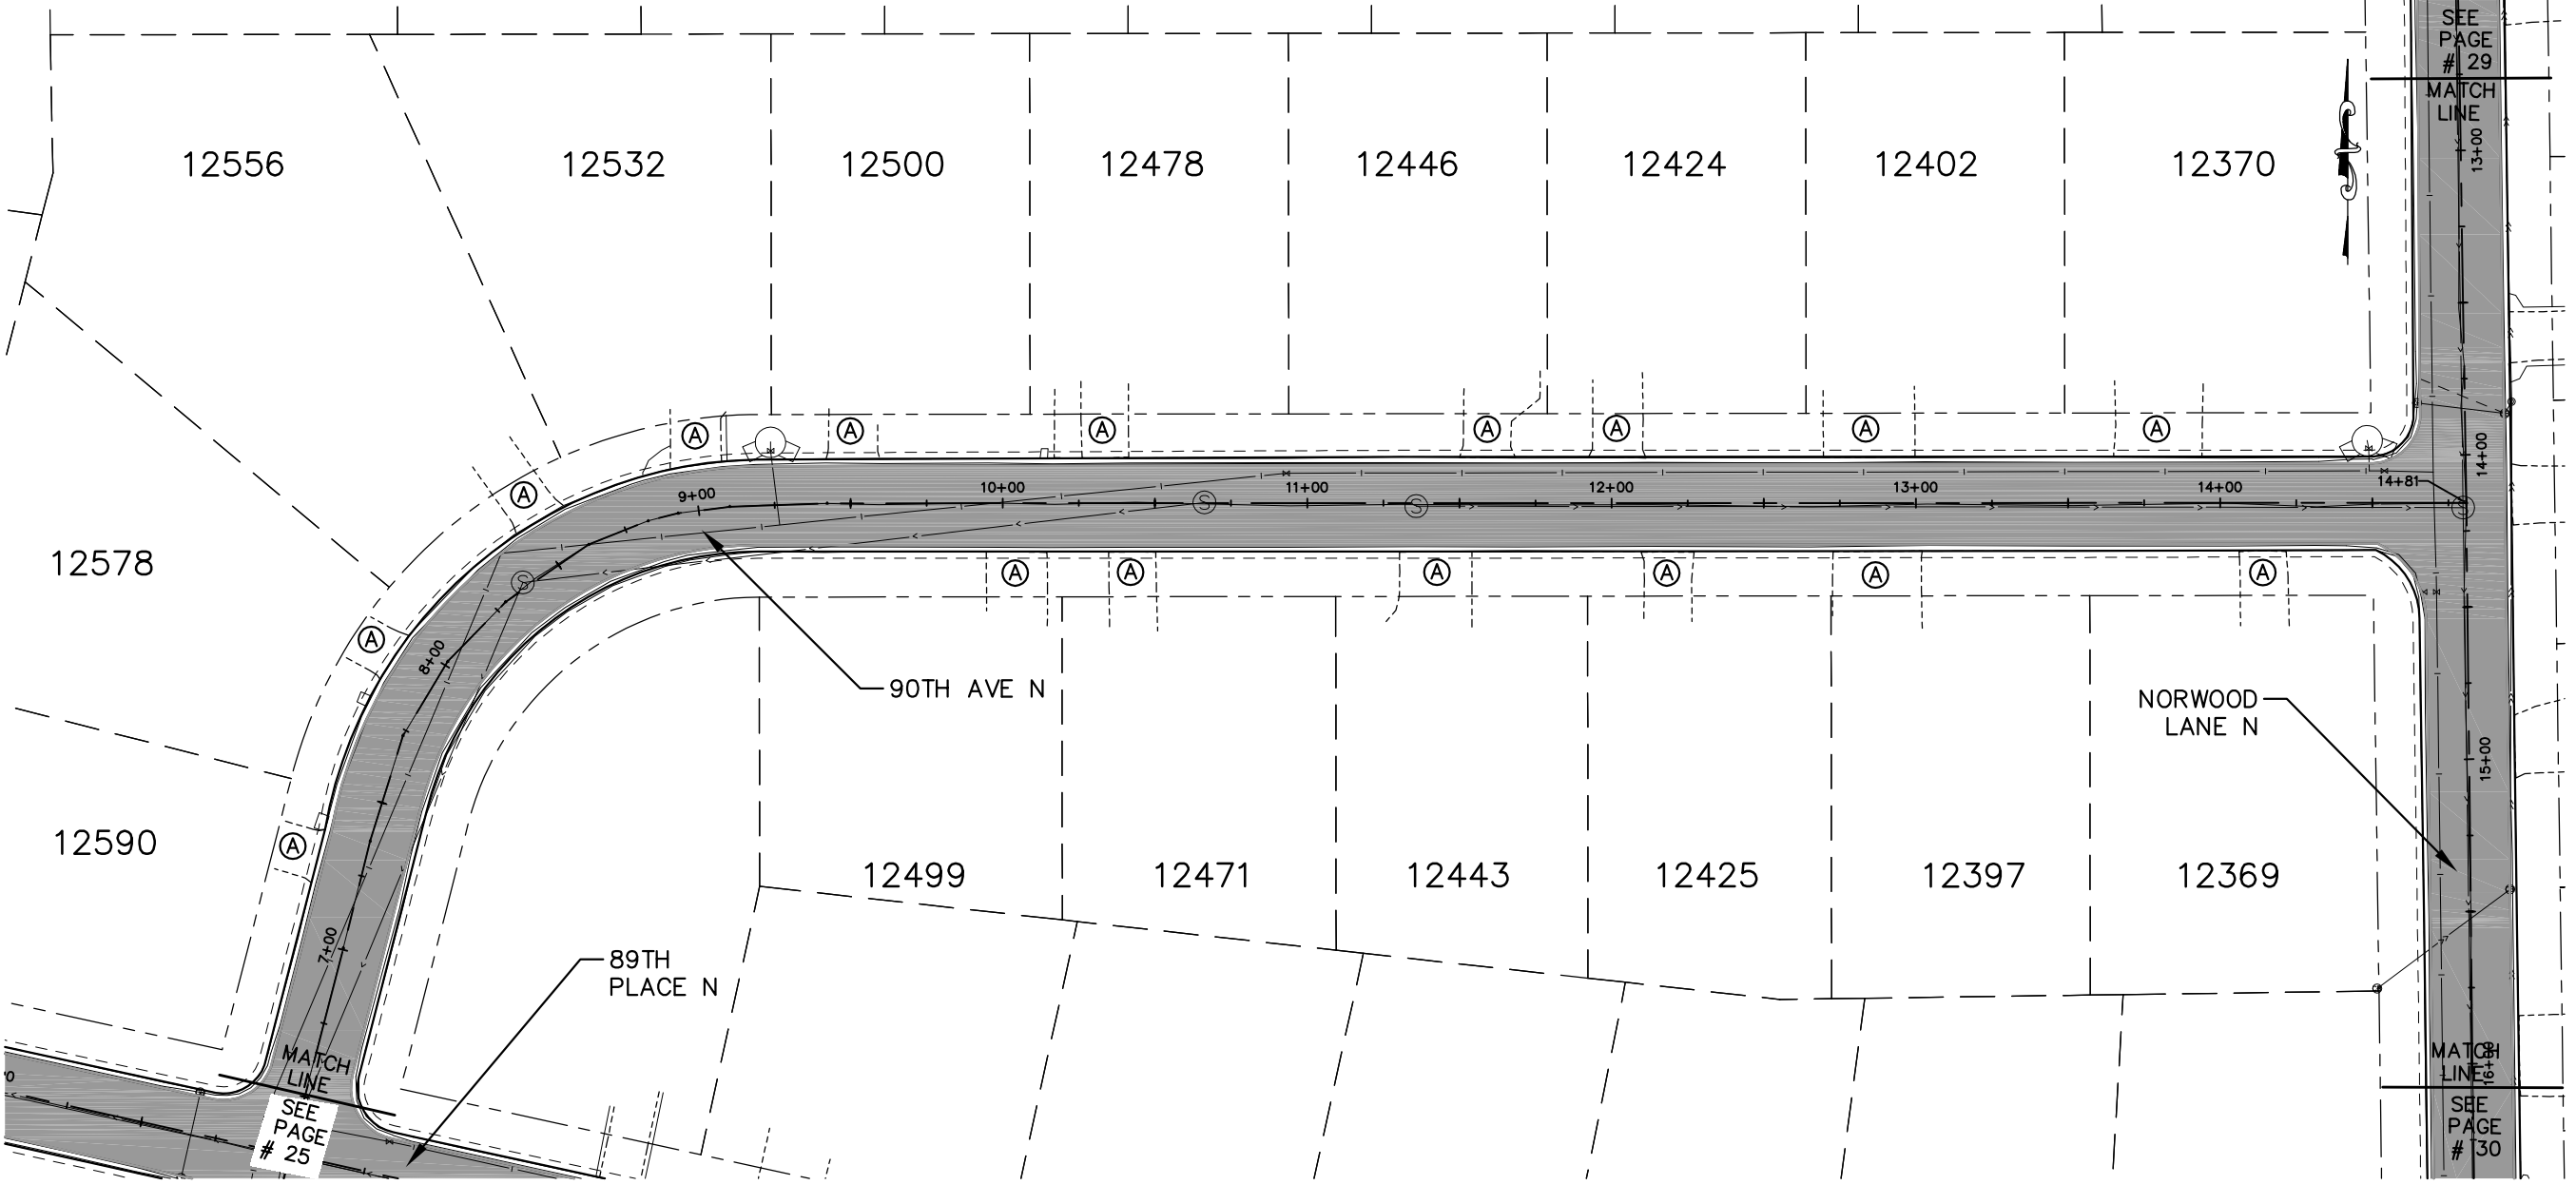 SEE
PAGE
# 29
MATCH
LINE
13+00
12556
12532
12500
12478
12446
12424
12402
12370
A
A
A
A
A
A
A
A
A
9+00
10+00
11+00
12+00
13+00
14+00
14+81
14+00
S
S
S
S
12578
A
A
A
A
A
A
A
8+00
90TH AVE N
NORWOOD
LANE N
15+00
12590
A
12499
12471
12443
12425
12397
12369
7+00
89TH
PLACE N
MATCH
LINE
SEE
PAGE
# 25
MATCH
LINE
16+00
SEE
PAGE
# 30